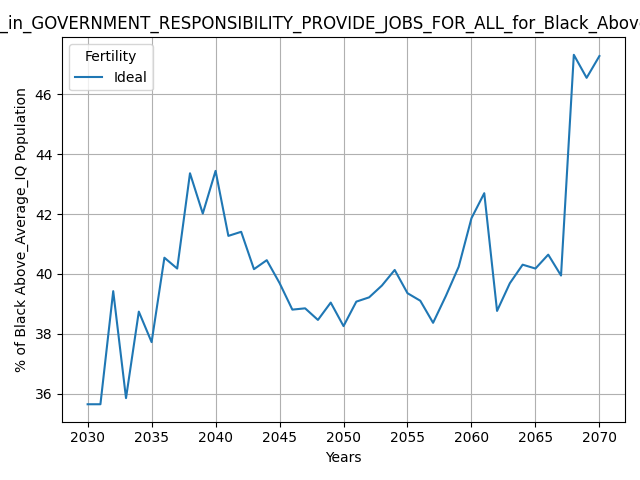 _in_GOVERNMENT_RESPONSIBILITY_PROVIDE_JOBS_FOR_ALL_for_Black_Above
Fertility
Ideal
% of Black Above_Average_IQ Population
46
44
42
40
38
36
2030 2035 2040 2045 2050 2055 2060 2065 2070
Years